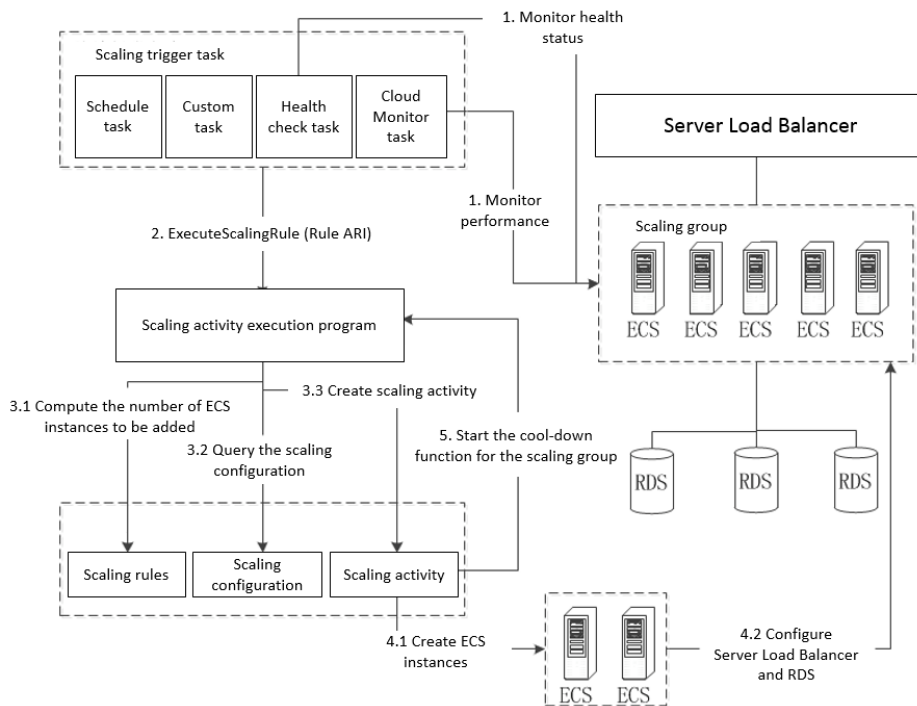 1. Monitor health
status
Scaling trigger task
Schedule
task
Custom
task
Health
check task
Cloud
Monitor
task
Server Load Balancer
1. Monitor
performance
2. ExecuteScalingRule (Rule ARI)
Scaling group
ECS
ECS
ECS
ECS
ECS
Scaling activity execution program
3.3 Create scaling activity
3.1 Compute the number of ECS
instances to be added
3.2 Query the scaling
configuration
5. Start the cool-down
function for the scaling group
RDS
RDS
RDS
Scaling rules
Scaling
configuration
Scaling activity
4.1 Create ECS
instances
ECS
ECS
4.2 Configure
Server Load Balancer
and RDS